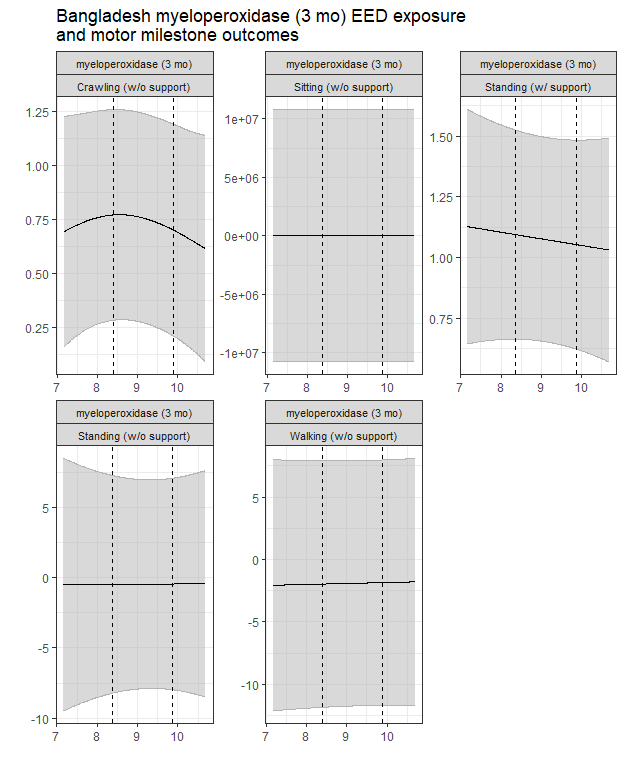 Bangladesh myeloperoxidase (3 mo) EED exposure
and motor milestone outcomes
myeloperoxidase (3 mo)
Crawling (w/o support)
1.25
1.00
0.75
0.50
0.25
7 8 9 10
myeloperoxidase (3 mo)
Sitting (w/o support)
1e+07
5e+06
0e+00
-5e+06
-1e+07
7 8 9 10
myeloperoxidase (3 mo)
Standing (w/ support)
1.50
1.25
1.00
0.75
7 8 9 10
myeloperoxidase (3 mo)
Standing (w/o support)
5
0
-5
-10
7 8 9 10
myeloperoxidase (3 mo)
Walking (w/o support)
5
0
-5
-10
7 8 9 10